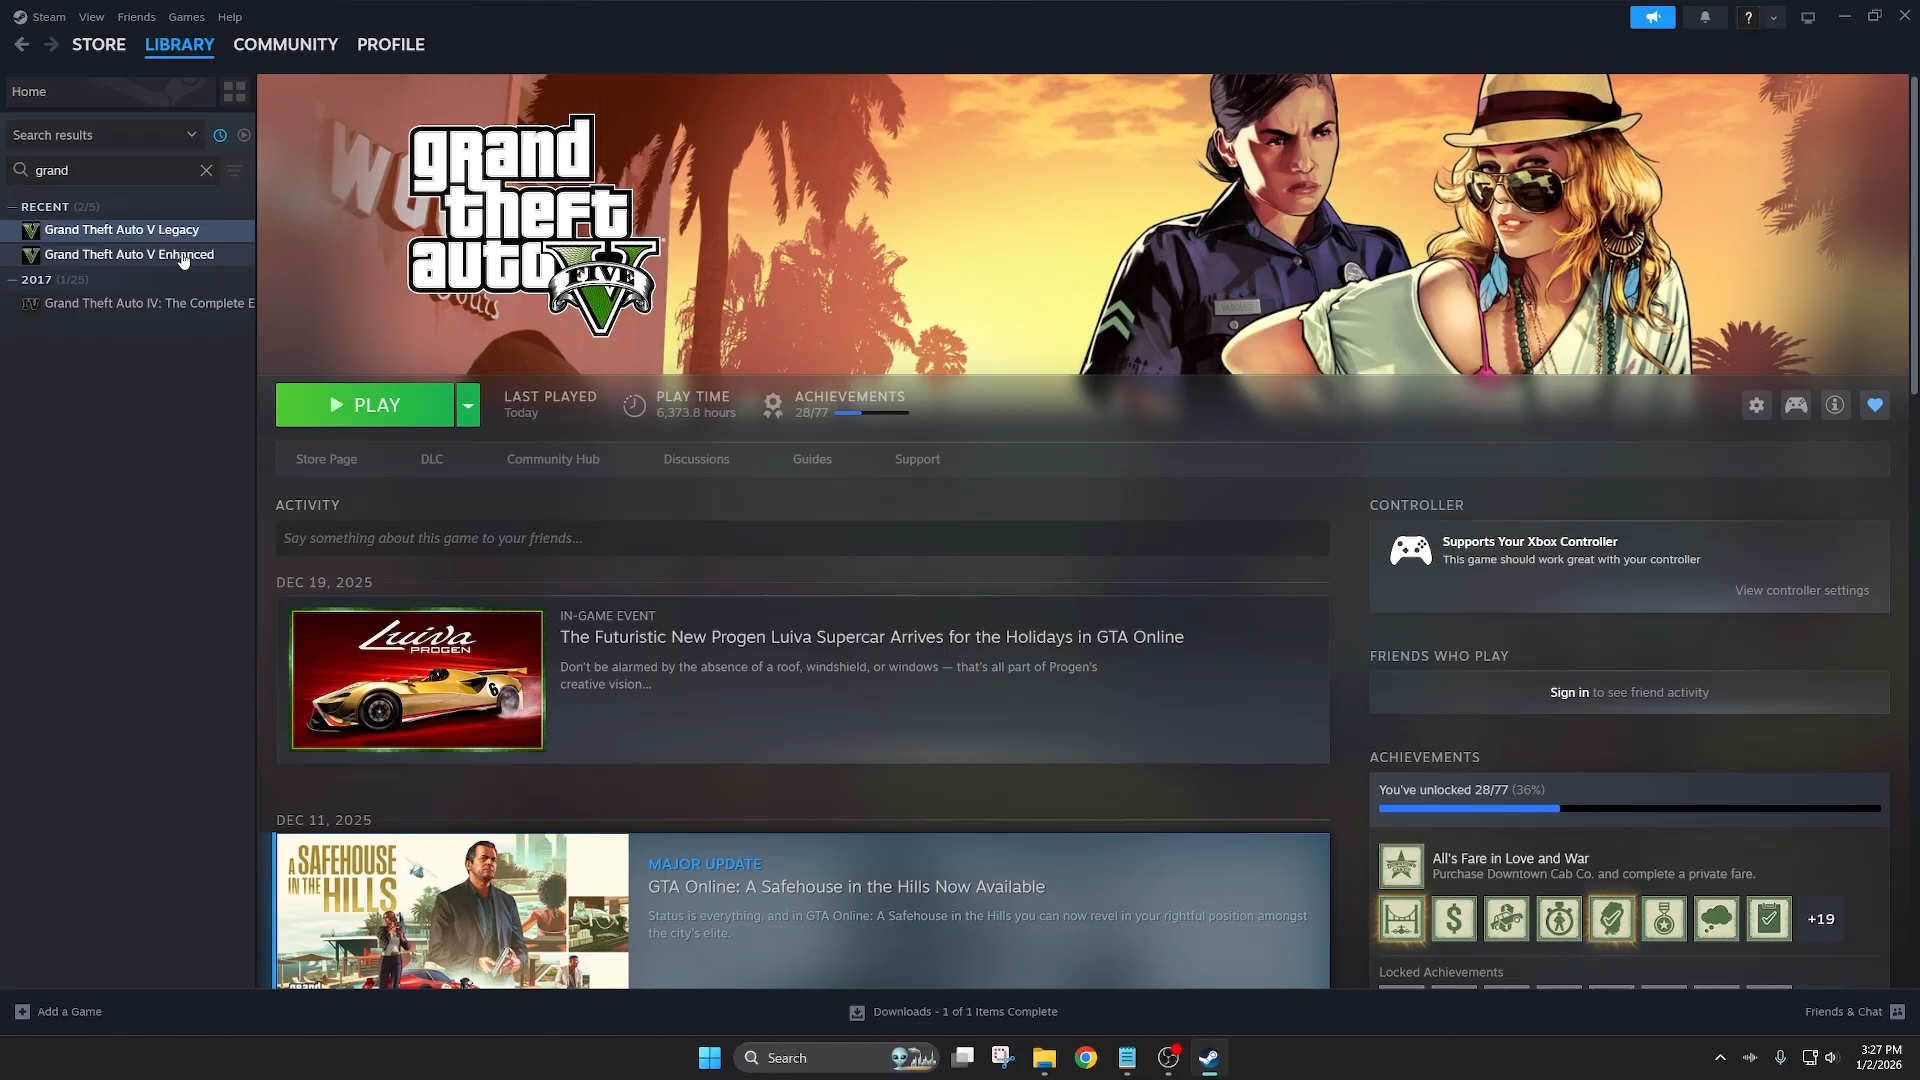 Steam View Friends Games Help
?
STORE LIBRARY COMMUNITY PROFILE
Home
Search results
grand
RECENT (2/5)
Grand Theft Auto V Legacy
Grand Theft Auto V Enhanced
2017 (1/25)
IV Grand Theft Auto IV: The Complete E
grand
theft
auto
FIVE
VASQUEZ
PLAY
LAST PLAYED
Today
PLAY TIME
6,373.8 hours
ACHIEVEMENTS
28/77
Store Page DLC Community Hub Discussions Guides Support
ACTIVITY
Say something about this game to your friends...
DEC 19, 2025
Luiva
PROGEN
6
IN-GAME EVENT
The Futuristic New Progen Luiva Supercar Arrives for the Holidays in GTA Online
Don't be alarmed by the absence of a roof, windshield, or windows — that's all part of Progen's
creative vision...
DEC 11, 2025
A SAFEHOUSE
IN THE
HILLS
MAJOR UPDATE
GTA Online: A Safehouse in the Hills Now Available
Status is everything, and in GTA Online: A Safehouse in the Hills you can now revel in your rightful position amongst
the city's elite.
CONTROLLER
Supports Your Xbox Controller
This game should work great with your controller
View controller settings
FRIENDS WHO PLAY
Sign in to see friend activity
ACHIEVEMENTS
You've unlocked 28/77 (36%)
All's Fare in Love and War
Purchase Downtown Cab Co. and complete a private fare.
+19
Locked Achievements
Add a Game
Downloads - 1 of 1 Items Complete
Friends & Chat
Search
3:27 PM
1/2/2026